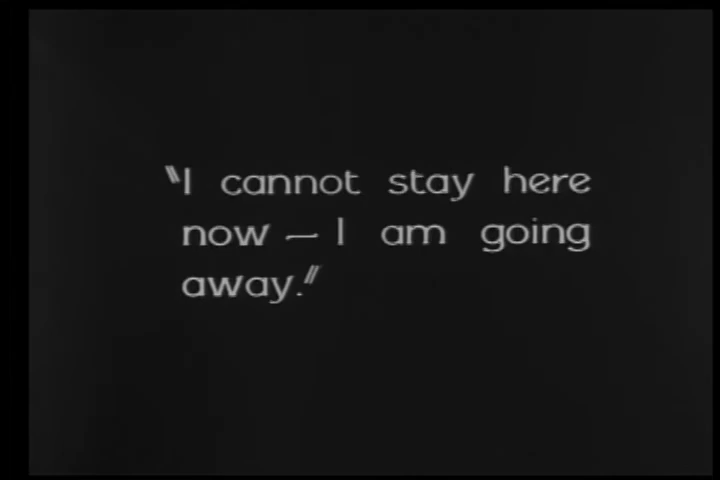 "I cannot stay here
now — I am going
away."